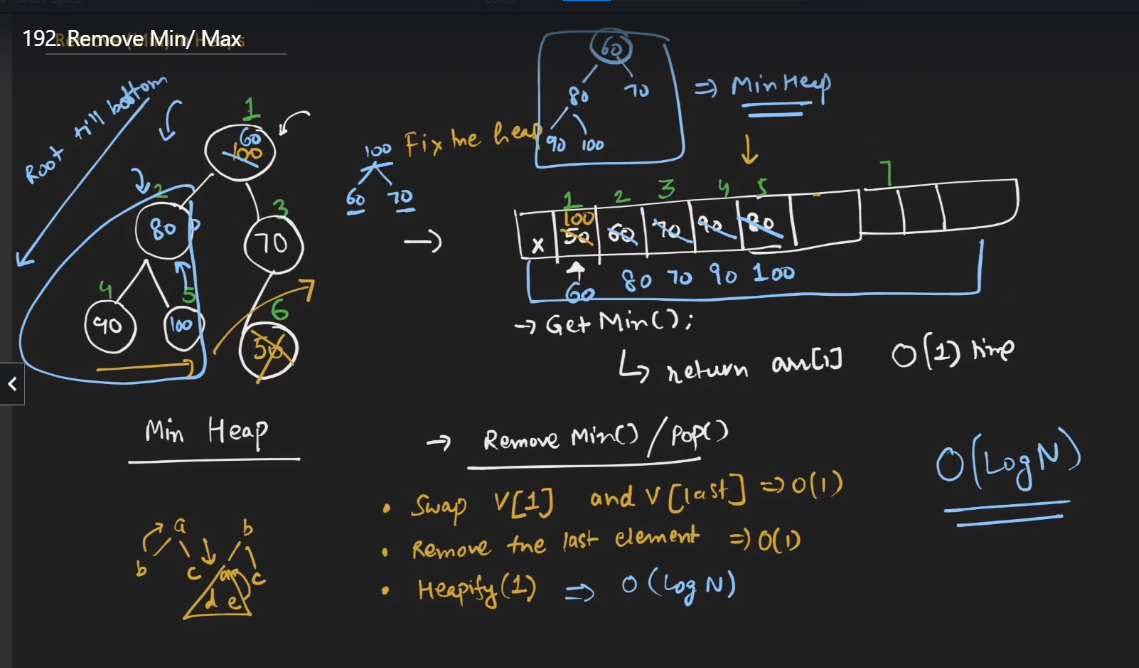 192. Remove Min/ Max
Root till bottom
1
60
100
2
80
3
70
4
90
5
100
6
50
100
60 70
Fix the heap
60
80 70
90 100
=> Min Heap
1 2 3 4 5 7
100
x 50 60 70 90 80
60 80 70 90 100
→ Get Min();
↳ return arr[1] O(1) time
Min Heap
→ Remove Min() / Pop()
• Swap V[1] and V[last] => O(1)
• Remove the last element => O(1)
• Heapify(1) => O(Log N)
O(Log N)
a
b c
b
a c
d e